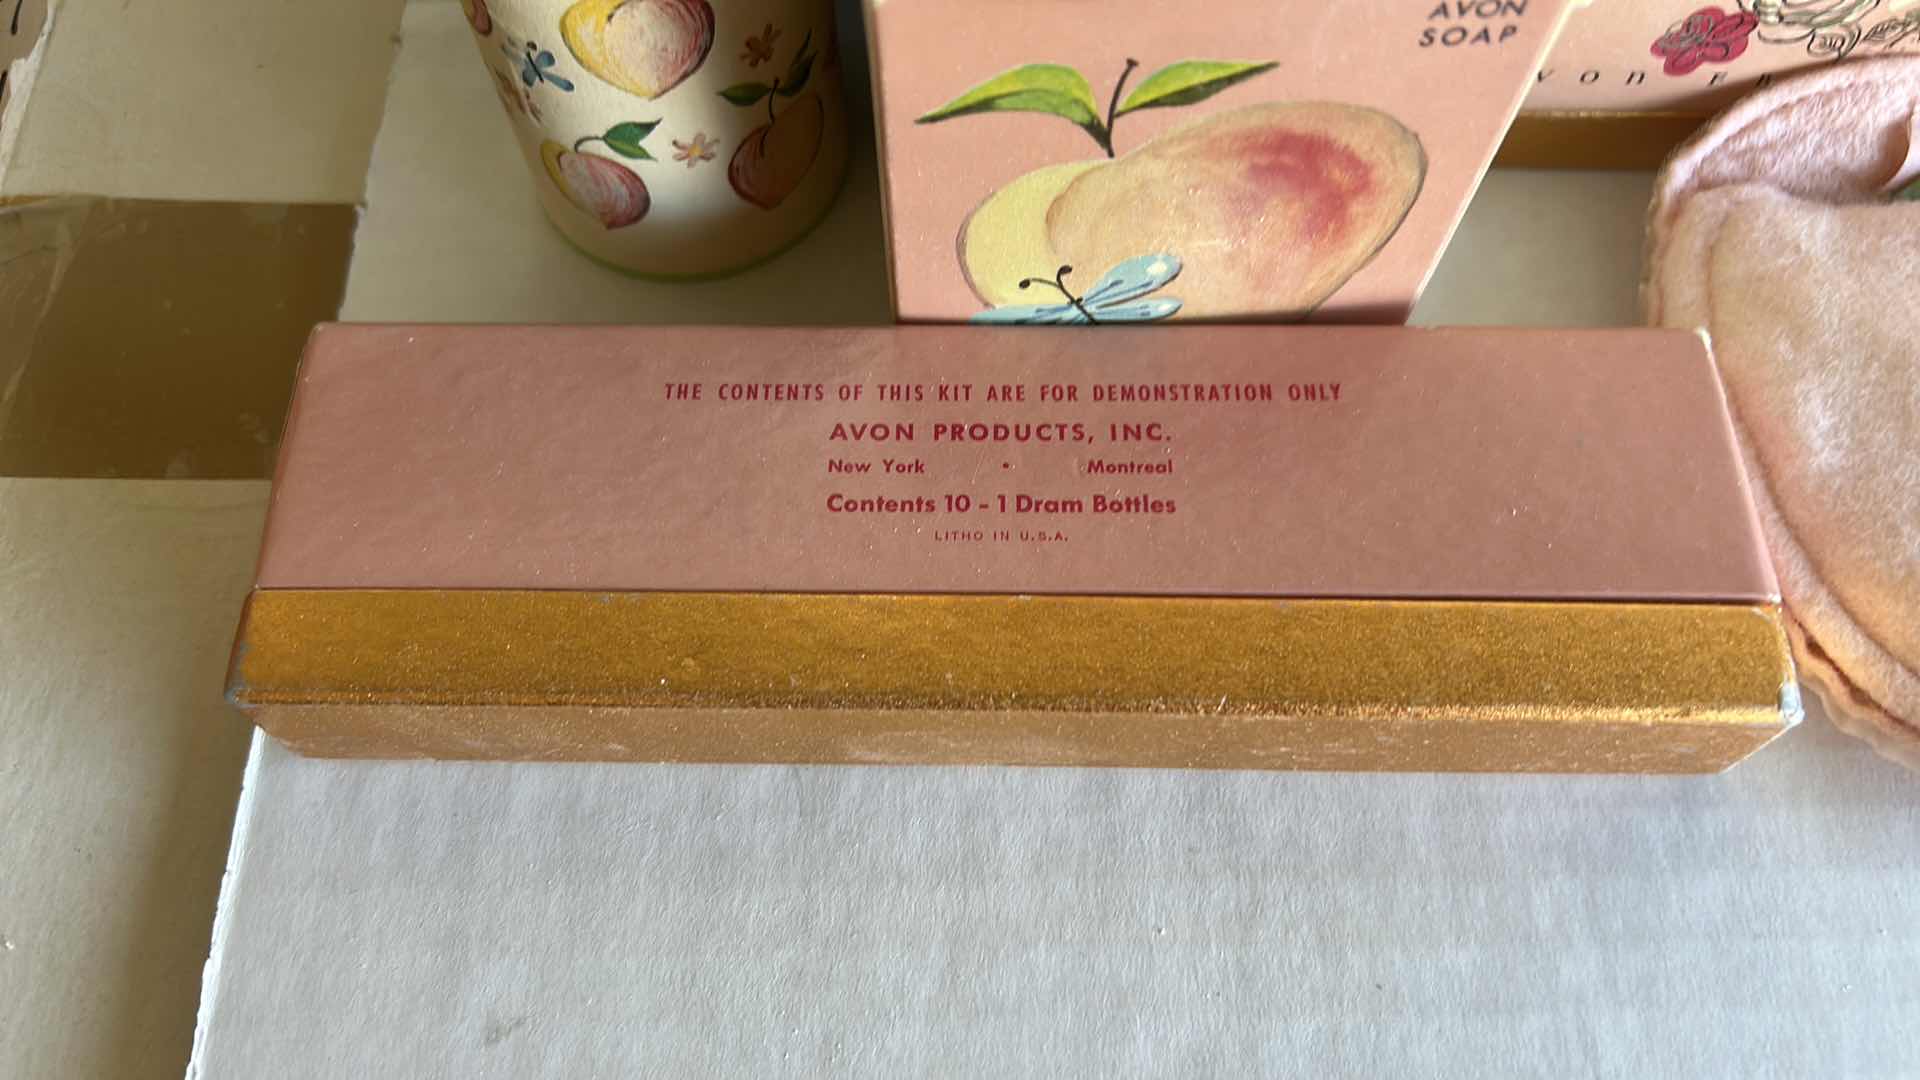 AVON
SOAP
THE CONTENTS OF THIS KIT ARE FOR DEMONSTRATION ONLY
AVON PRODUCTS, INC.
New York • Montreal
Contents 10 - 1 Dram Bottles
LITHO IN U.S.A.